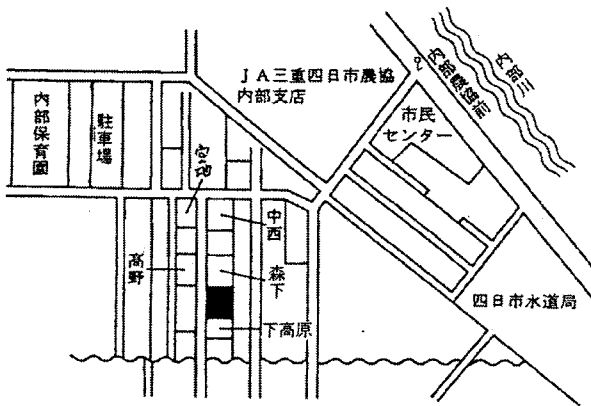 JA三重四日市農協
内部支店
内部農協前
内部川
市民
センター
内部保育園
駐車場
宮地
中西
高野
森下
下高原
四日市水道局